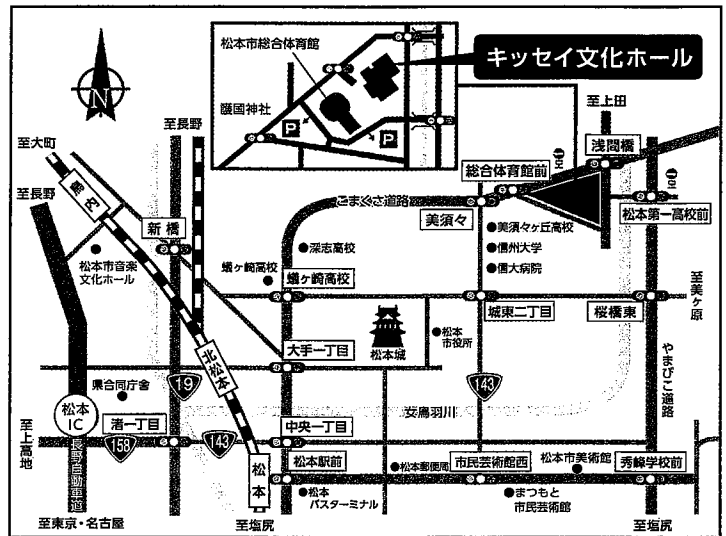 松本市総合体育館
キッセイ文化ホール
護国神社
P
P
N
至上田
至長野
至大町
浅間橋
総合体育館前
至長野
島内
こまくさ道路
新橋
美須々
松本第一高校前
美須々ヶ丘高校
深志高校
信州大学
松本市音楽
文化ホール
蟻ヶ崎高校
蟻ヶ崎高校
信大病院
至美ヶ原
城東二丁目
桜橋東
松本城
松本
市役所
大手一丁目
北松本
やまびこ道路
県合同庁舎
19
143
松本
IC
渚一丁目
女鳥羽川
中央一丁目
至上高地
158
143
長野自動車道
松本
松本駅前
松本郵便局
市民芸術館西
松本市美術館
秀峰学校前
松本
バスターミナル
まつもと
市民芸術館
至東京・名古屋
至塩尻
至塩尻